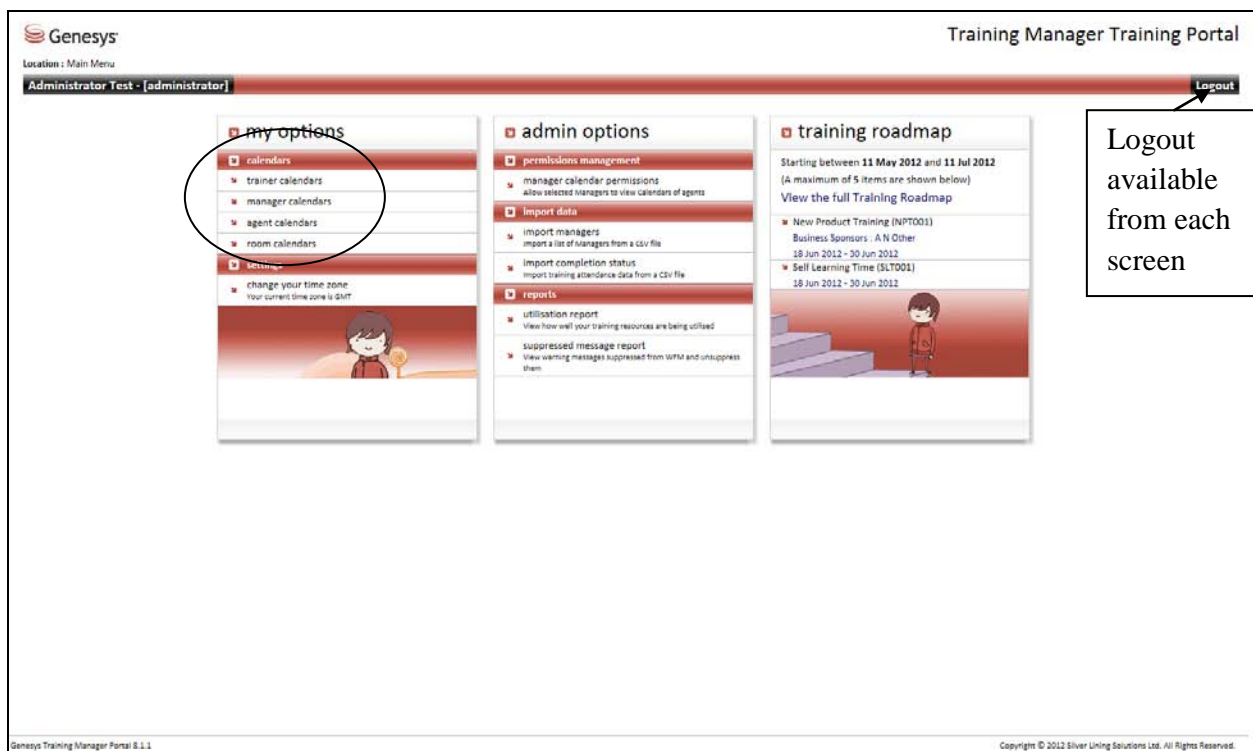 Genesys
Training Manager Training Portal
Location : Main Menu
Administrator Test - [administrator]
Logout
my options
calendars
trainer calendars
manager calendars
agent calendars
room calendars
settings
change your time zone
Your current time zone is GMT
admin options
permissions management
manager calendar permissions
Allow selected Managers to view Calendars of agents
import data
import managers
Import a list of Managers from a CSV file
import completion status
Import training attendance data from a CSV file
reports
utilisation report
View how well your training resources are being utilised
suppressed message report
View warning messages suppressed from WFM and unsuppress
them
training roadmap
Starting between 11 May 2012 and 11 Jul 2012
(A maximum of 5 items are shown below)
View the full Training Roadmap
New Product Training (NPT001)
Business Sponsors : A N Other
18 Jun 2012 - 30 Jun 2012
Self Learning Time (SLT001)
18 Jun 2012 - 30 Jun 2012
Logout
available
from each
screen
Genesys Training Manager Portal 8.1.1
Copyright © 2012 Silver Lining Solutions Ltd. All Rights Reserved.